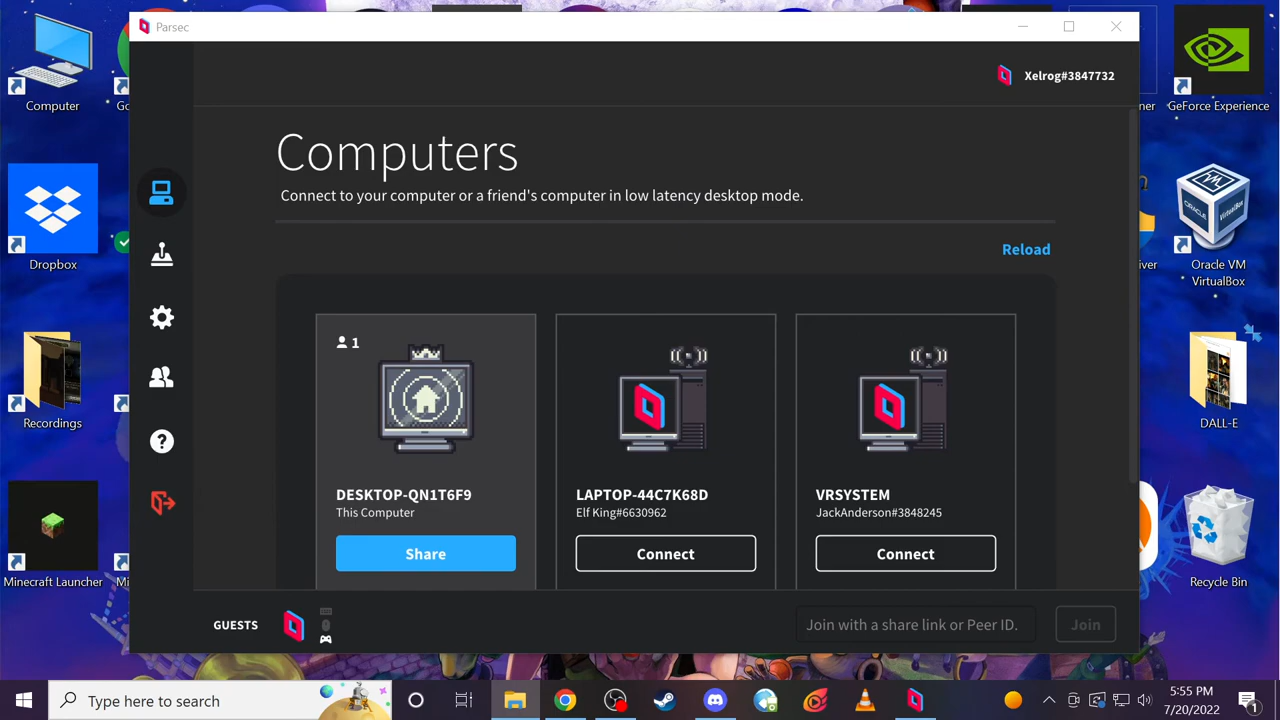 Parsec
Xelrog#3847732
Computers
Connect to your computer or a friend's computer in low latency desktop mode.
Reload
1
DESKTOP-QN1T6F9
This Computer
Share
LAPTOP-44C7K68D
Elf King#6630962
Connect
VRSYSTEM
JackAnderson#3848245
Connect
GUESTS
Join with a share link or Peer ID.
Join
Computer
Dropbox
Recordings
Minecraft Launcher
GeForce Experience
Oracle VM
VirtualBox
ORACLE
DALL-E
Recycle Bin
Type here to search
5:55 PM
7/20/2022
1